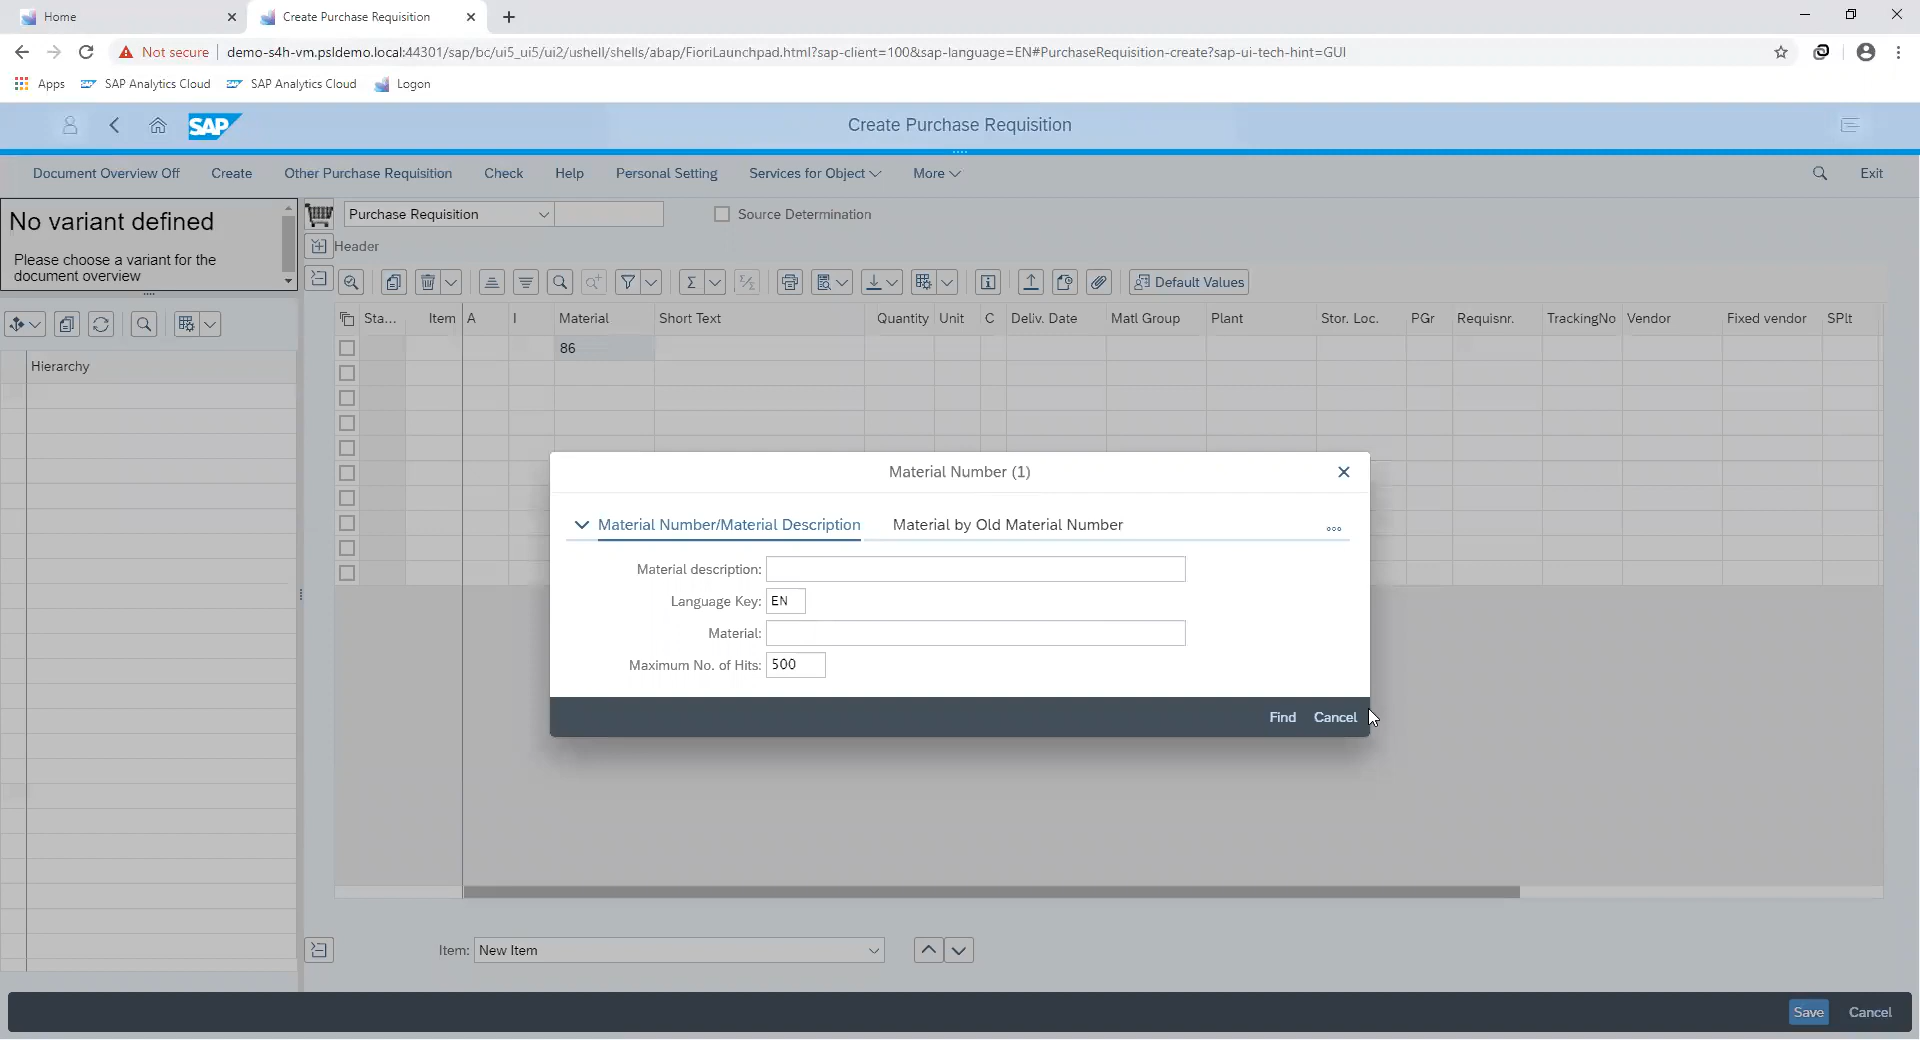 Home
Create Purchase Requisition
Not secure
demo-s4h-vm.psldemo.local:44301/sap/bc/ui5_ui5/ui2/ushell/shells/abap/FioriLaunchpad.html?sap-client=100&sap-language=EN#PurchaseRequisition-create?sap-ui-tech-hint=GUI
Apps SAP Analytics Cloud SAP Analytics Cloud Logon
SAP Create Purchase Requisition
Document Overview Off Create Other Purchase Requisition Check Help Personal Setting Services for Object More Exit
No variant defined
Please choose a variant for the
document overview
Purchase Requisition Source Determination
Header
Default Values
Sta... Item A I Material Short Text Quantity Unit C Deliv. Date Matl Group Plant Stor. Loc. PGr Requisnr. TrackingNo Vendor Fixed vendor SPlt
86
Hierarchy
Material Number (1)
Material Number/Material Description Material by Old Material Number
Material description:
Language Key: EN
Material:
Maximum No. of Hits: 500
Find Cancel
Item: New Item
Save Cancel